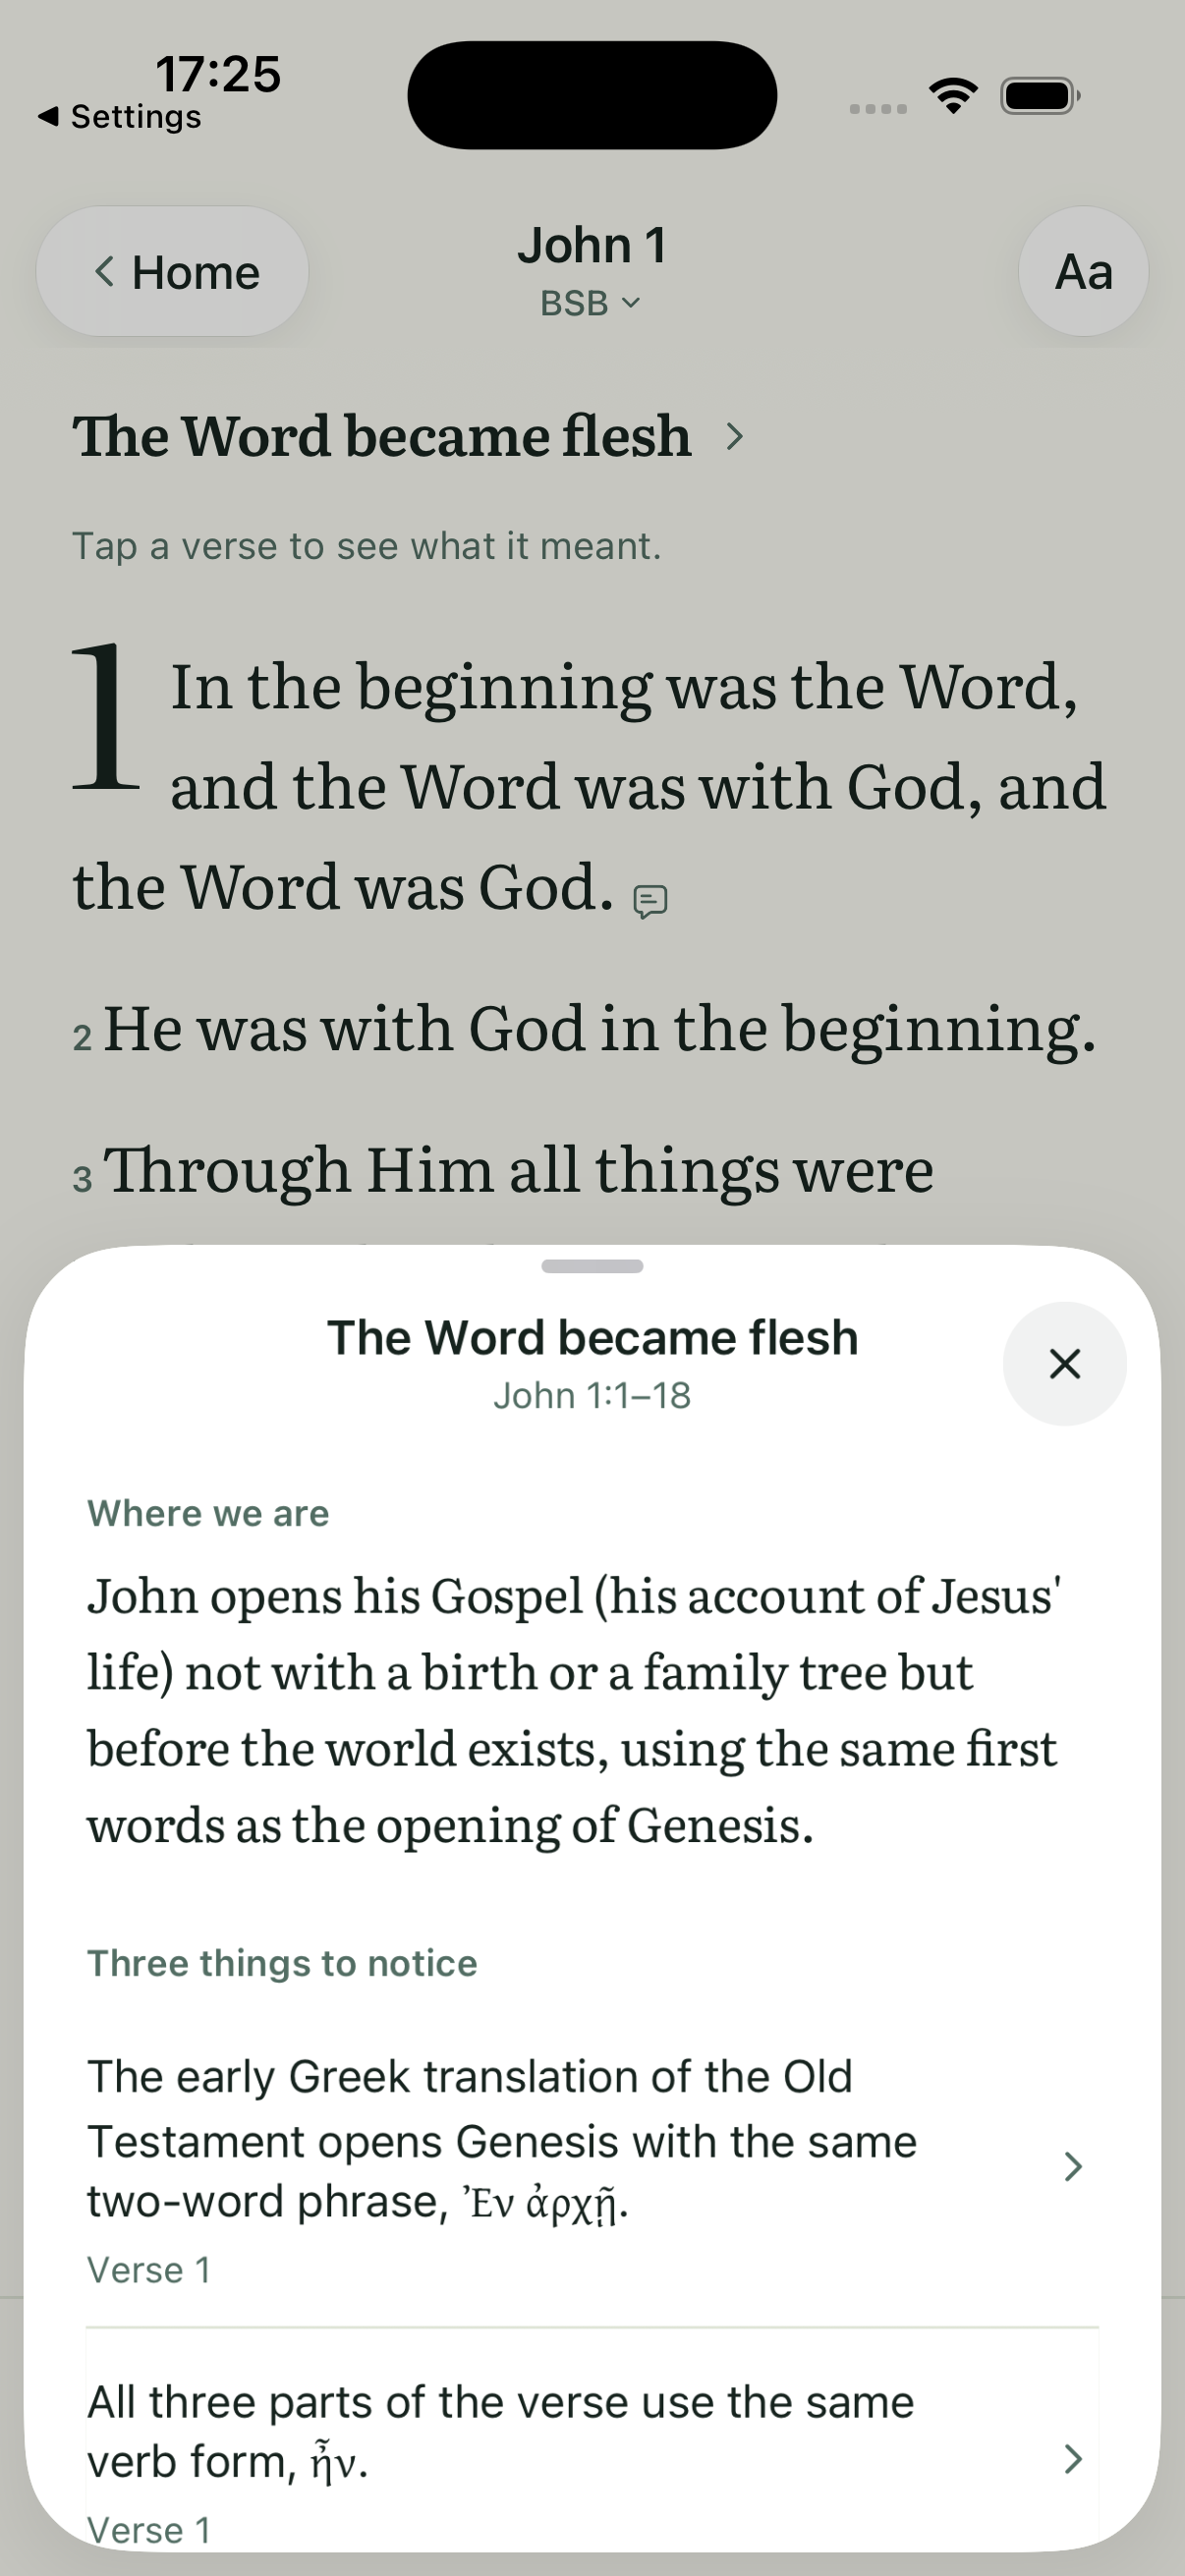 17:25
Settings
Home
John 1
BSB
Aa
The Word became flesh
Tap a verse to see what it meant.
1 In the beginning was the Word,
and the Word was with God, and
the Word was God.
2 He was with God in the beginning.
3 Through Him all things were
The Word became flesh
John 1:1–18
Where we are
John opens his Gospel (his account of Jesus'
life) not with a birth or a family tree but
before the world exists, using the same first
words as the opening of Genesis.
Three things to notice
The early Greek translation of the Old
Testament opens Genesis with the same
two-word phrase, Ἐν ἀρχῇ.
Verse 1
All three parts of the verse use the same
verb form, ἦν.
Verse 1